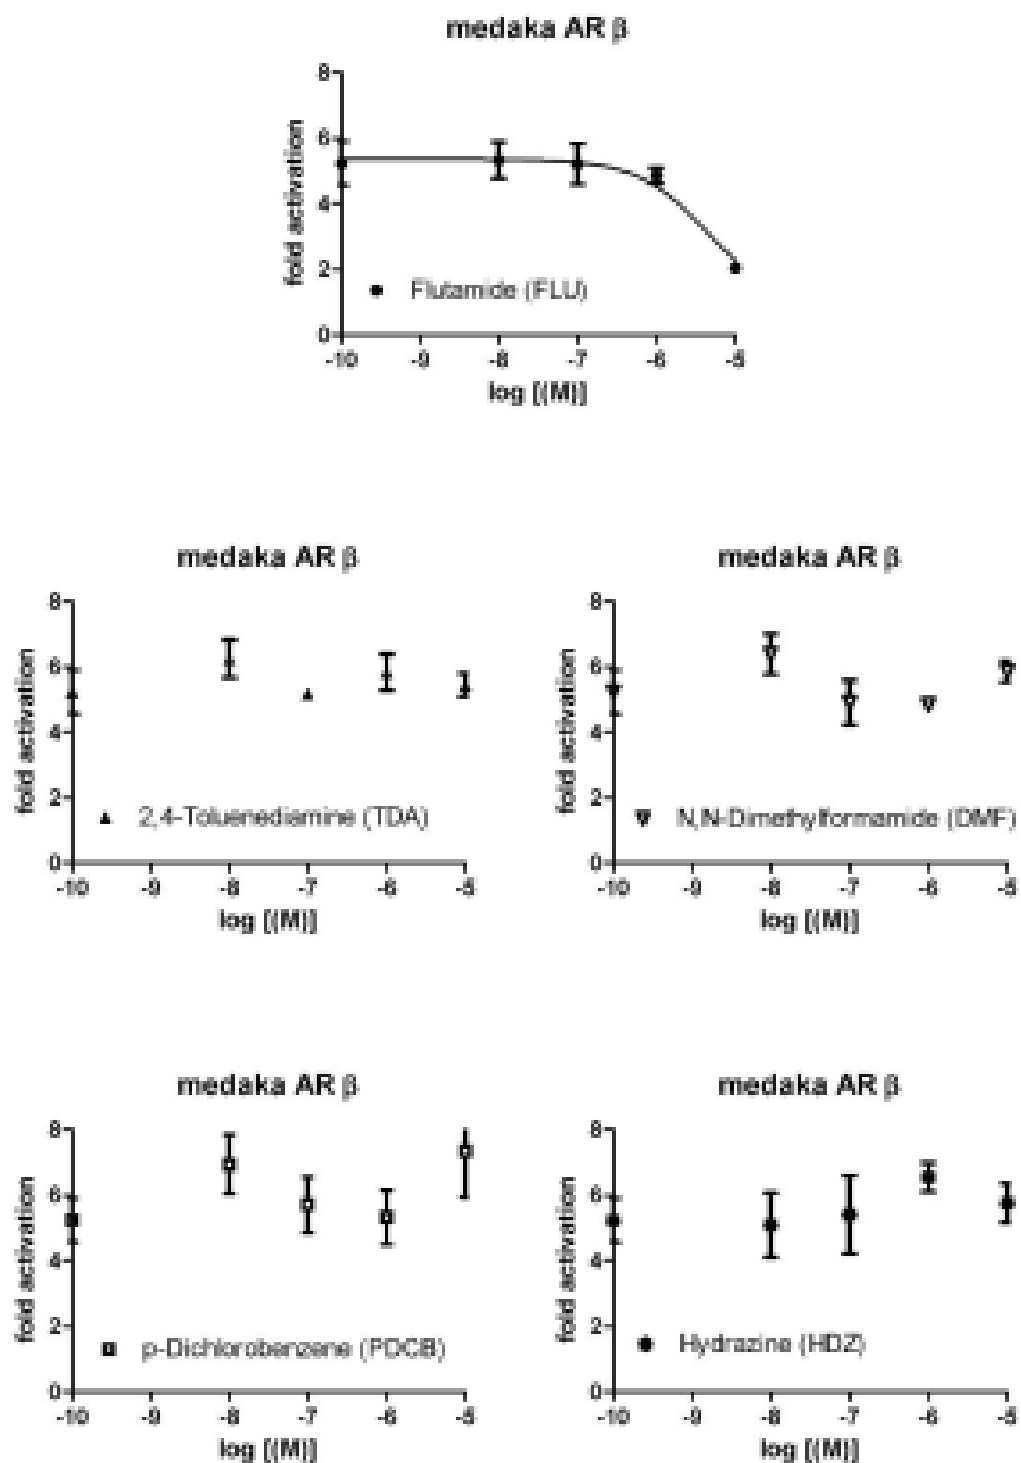 medaka AR β
fold activation
8
6
4
2
0
Flutamide (FLU)
-10 -9 -8 -7 -6 -5
log [(M)]
medaka AR β
fold activation
8
6
4
2
0
2,4-Toluenediamine (TDA)
-10 -9 -8 -7 -6 -5
log [(M)]
medaka AR β
fold activation
8
6
4
2
0
N,N-Dimethylformamide (DMF)
-10 -9 -8 -7 -6 -5
log [(M)]
medaka AR β
fold activation
8
6
4
2
0
p-Dichlorobenzene (PDCB)
-10 -9 -8 -7 -6 -5
log [(M)]
medaka AR β
fold activation
8
6
4
2
0
Hydrazine (HDZ)
-10 -9 -8 -7 -6 -5
log [(M)]